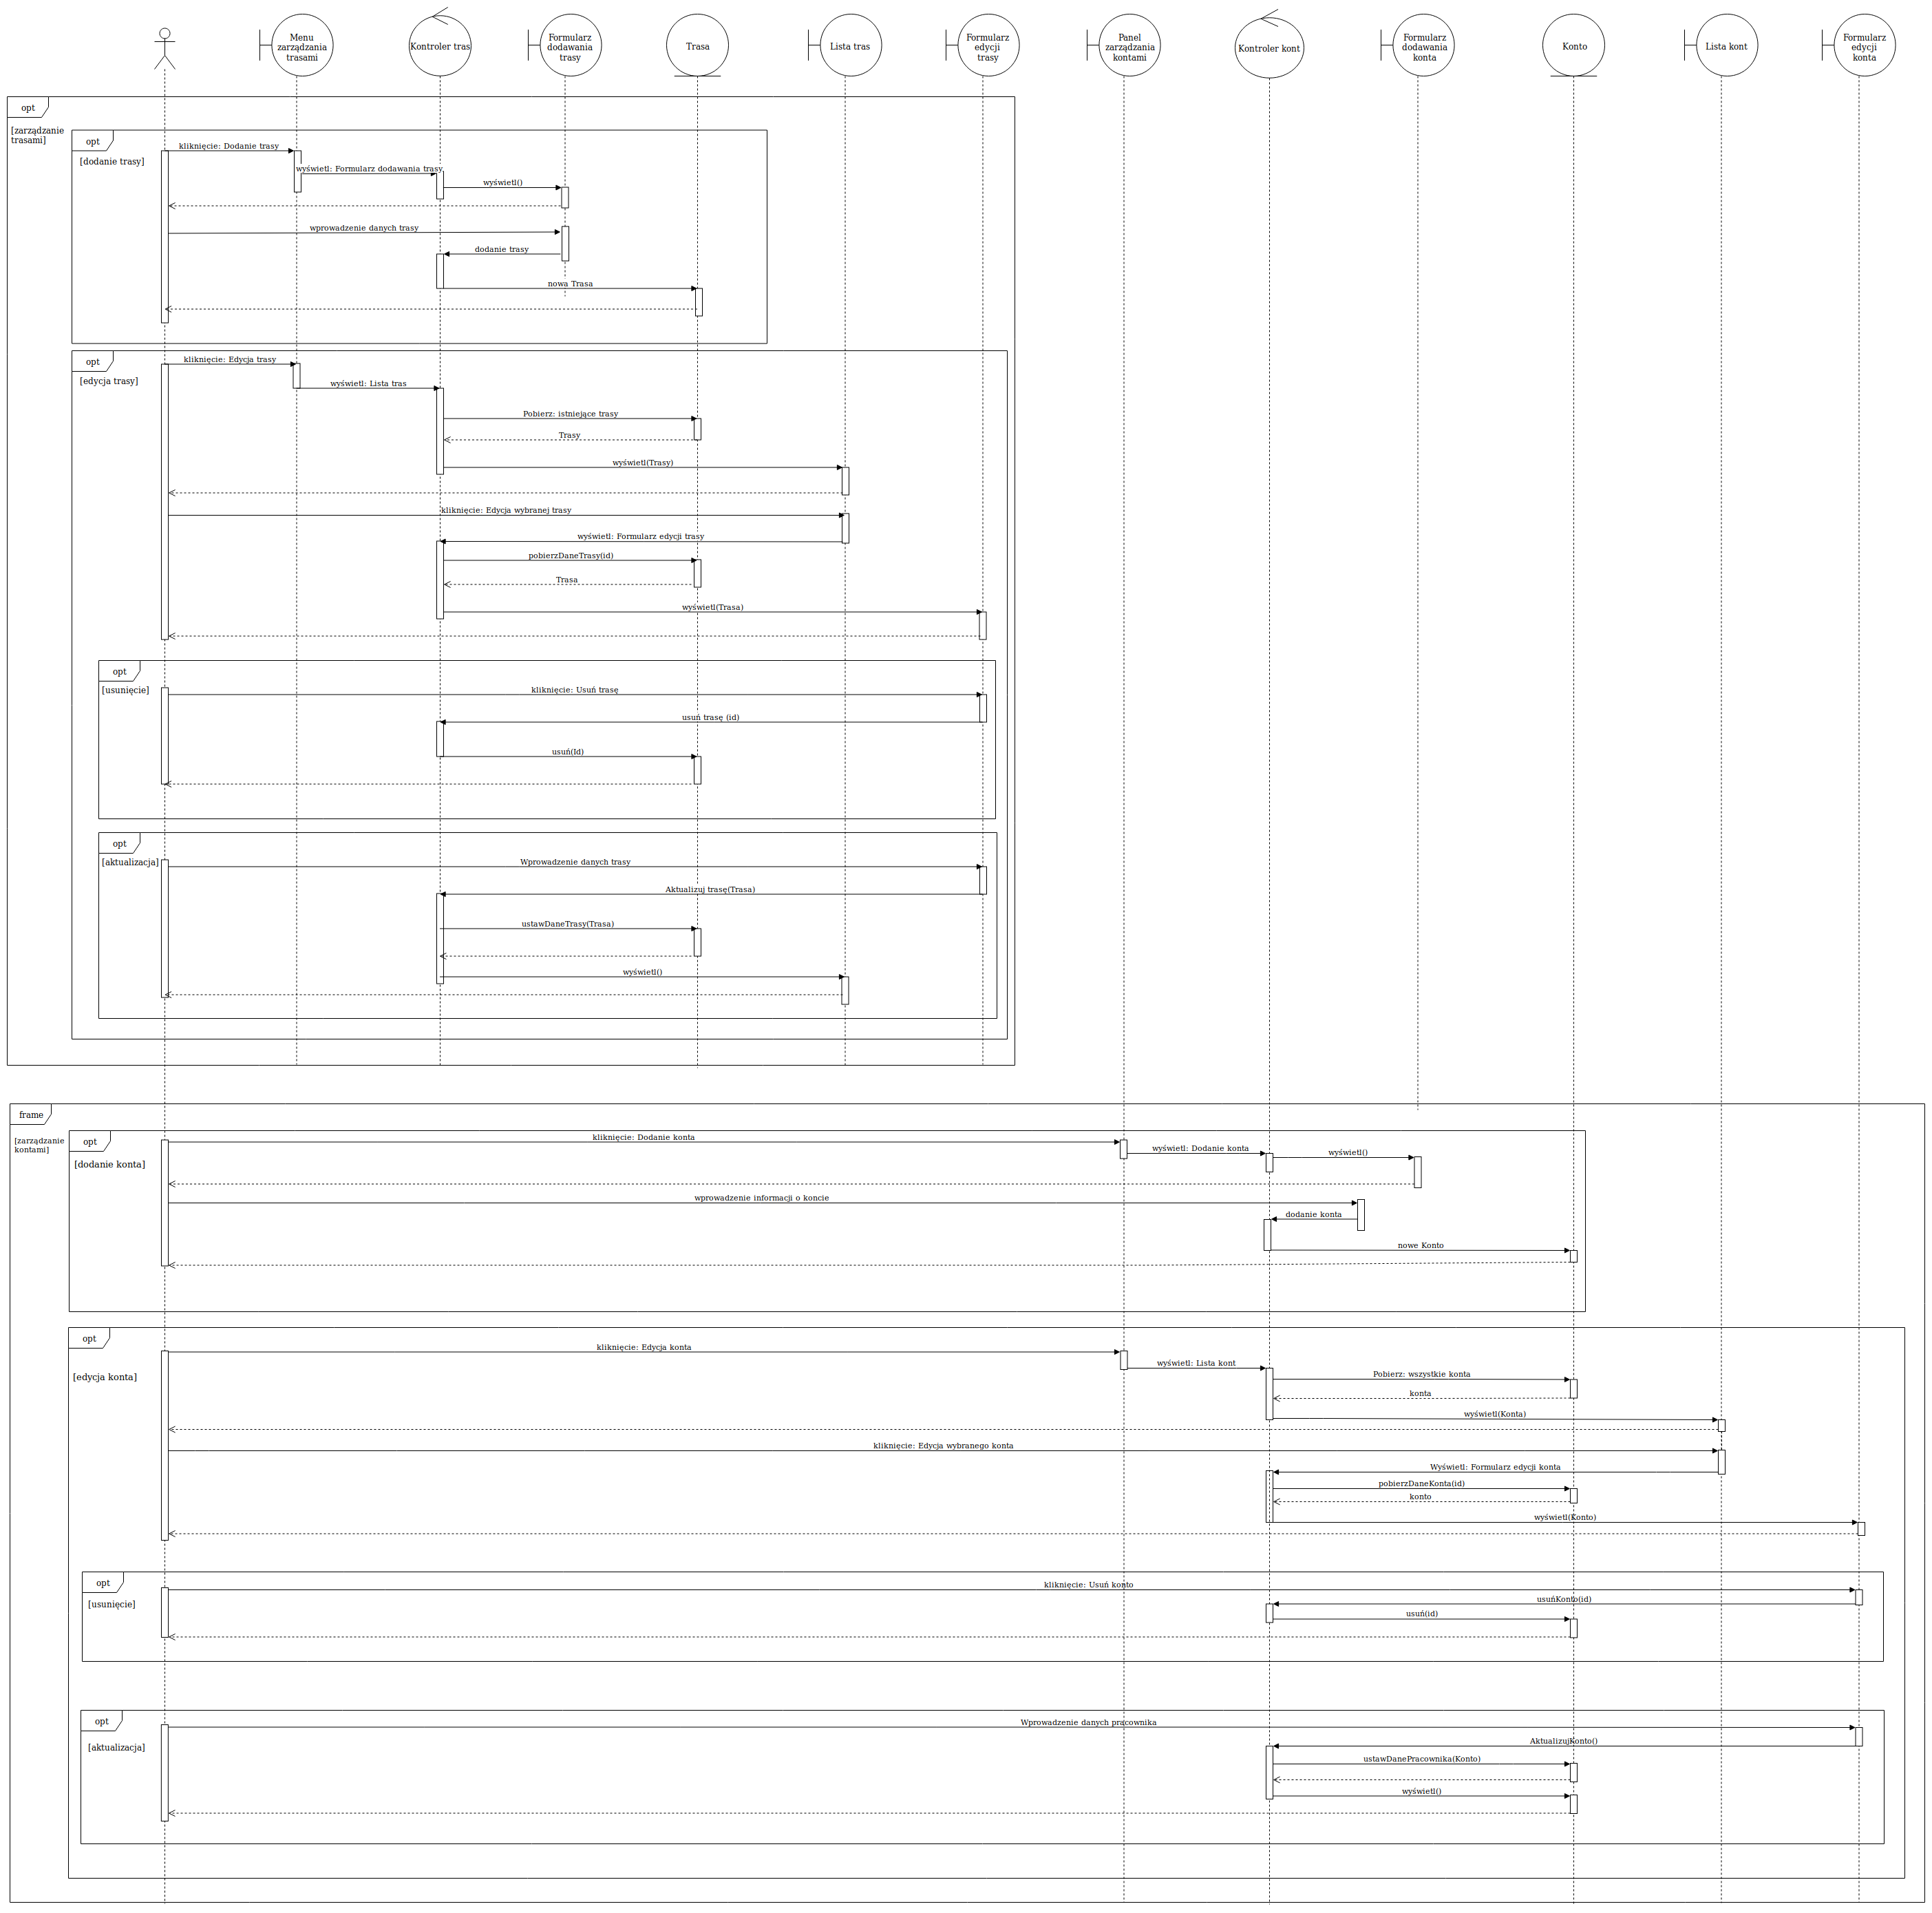 Menu
zarządzania
trasami
Kontroler tras
Formularz
dodawania
trasy
Trasa
Lista tras
Formularz
edycji
trasy
Panel
zarządzania
kontami
Kontroler kont
Formularz
dodawania
konta
Konto
Lista kont
Formularz
edycji
konta
opt
[zarządzanie
trasami]
opt
[dodanie trasy]
kliknięcie: Dodanie trasy
wyświetl: Formularz dodawania trasy
wyświetl()
wprowadzenie danych trasy
dodanie trasy
nowa Trasa
opt
[edycja trasy]
kliknięcie: Edycja trasy
wyświetl: Lista tras
Pobierz: istniejące trasy
Trasy
wyświetl(Trasy)
kliknięcie: Edycja wybranej trasy
wyświetl: Formularz edycji trasy
pobierzDaneTrasy(id)
Trasa
wyświetl(Trasa)
opt
[usunięcie]
kliknięcie: Usuń trasę
usuń trasę (id)
usuń(Id)
opt
[aktualizacja]
Wprowadzenie danych trasy
Aktualizuj trasę(Trasa)
ustawDaneTrasy(Trasa)
wyświetl()
frame
[zarządzanie
kontami]
opt
[dodanie konta]
kliknięcie: Dodanie konta
wyświetl: Dodanie konta
wyświetl()
wprowadzenie informacji o koncie
dodanie konta
nowe Konto
opt
[edycja konta]
kliknięcie: Edycja konta
wyświetl: Lista kont
Pobierz: wszystkie konta
konta
wyświetl(Konta)
kliknięcie: Edycja wybranego konta
Wyświetl: Formularz edycji konta
pobierzDaneKonta(id)
konto
wyświetl(Konto)
opt
[usunięcie]
kliknięcie: Usuń konto
usuńKonto(id)
usuń(id)
opt
[aktualizacja]
Wprowadzenie danych pracownika
AktualizujKonto()
ustawDanePracownika(Konto)
wyświetl()